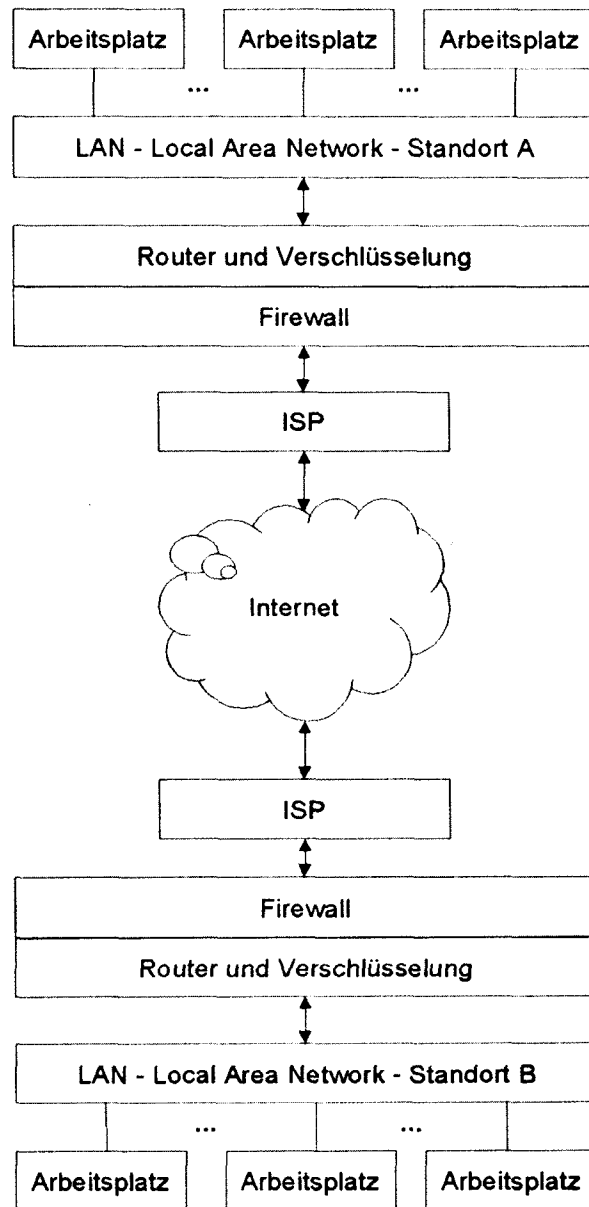 Arbeitsplatz Arbeitsplatz Arbeitsplatz
... ...
LAN - Local Area Network - Standort A
Router und Verschlüsselung
Firewall
ISP
Internet
ISP
Firewall
Router und Verschlüsselung
LAN - Local Area Network - Standort B
... ...
Arbeitsplatz Arbeitsplatz Arbeitsplatz